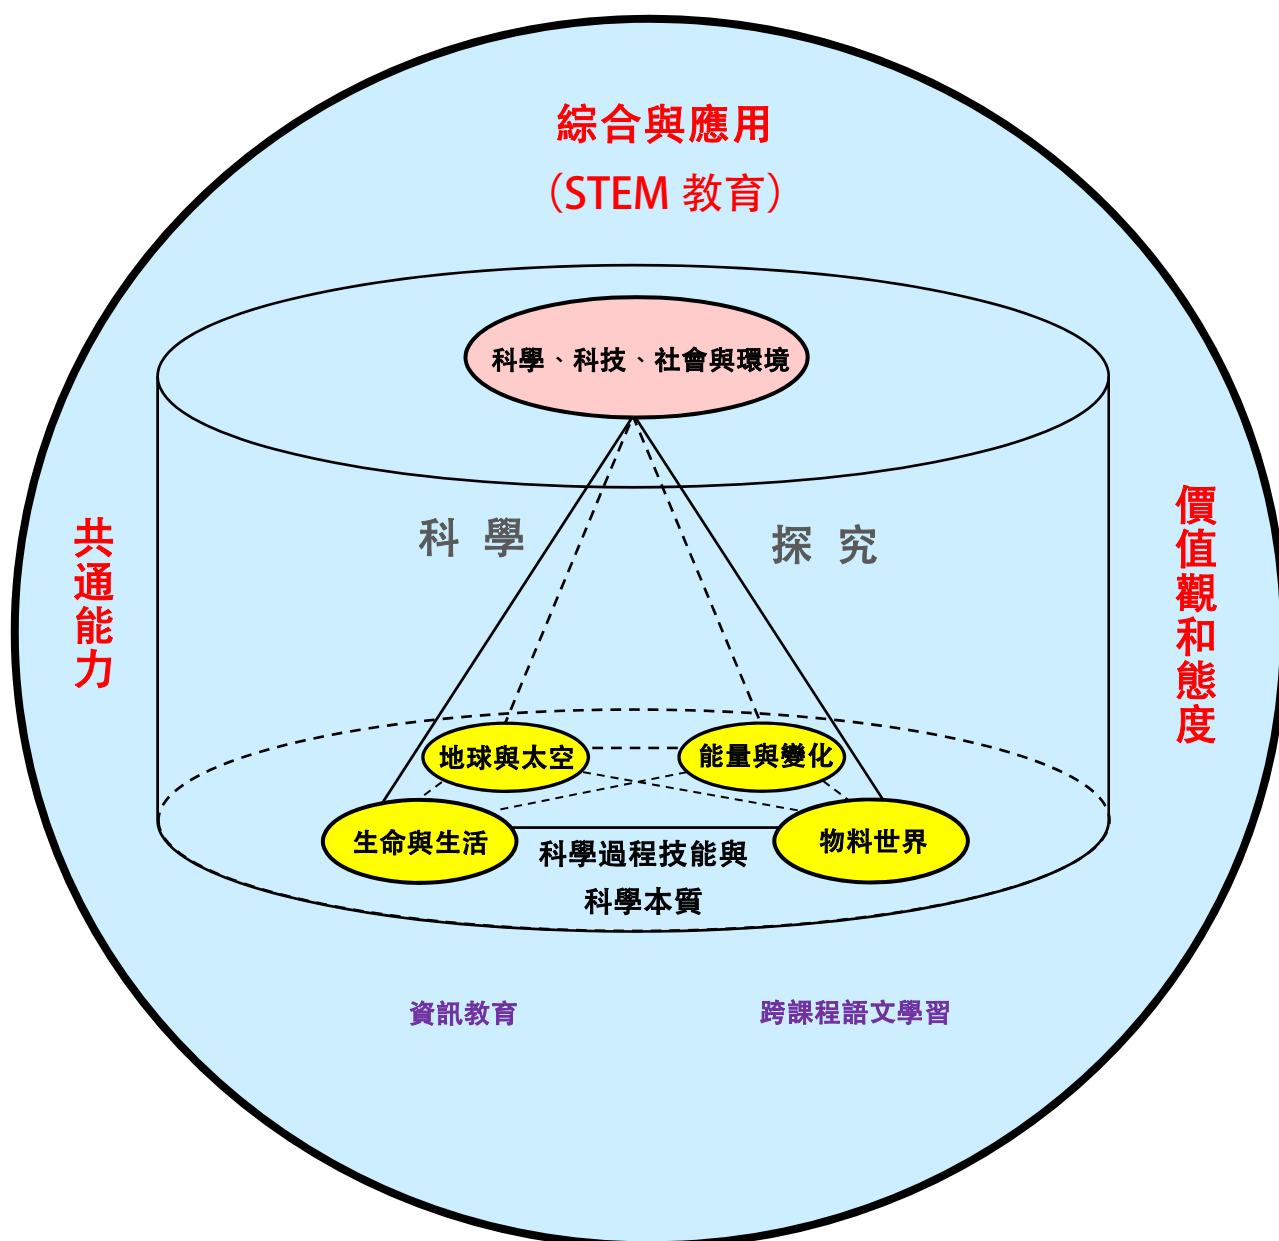 綜合與應用
（STEM 教育）
科學、科技、社會與環境
科 學
探 究
共通能力
價值觀和態度
地球與太空
能量與變化
生命與生活
物料世界
科學過程技能與
科學本質
資訊教育
跨課程語文學習